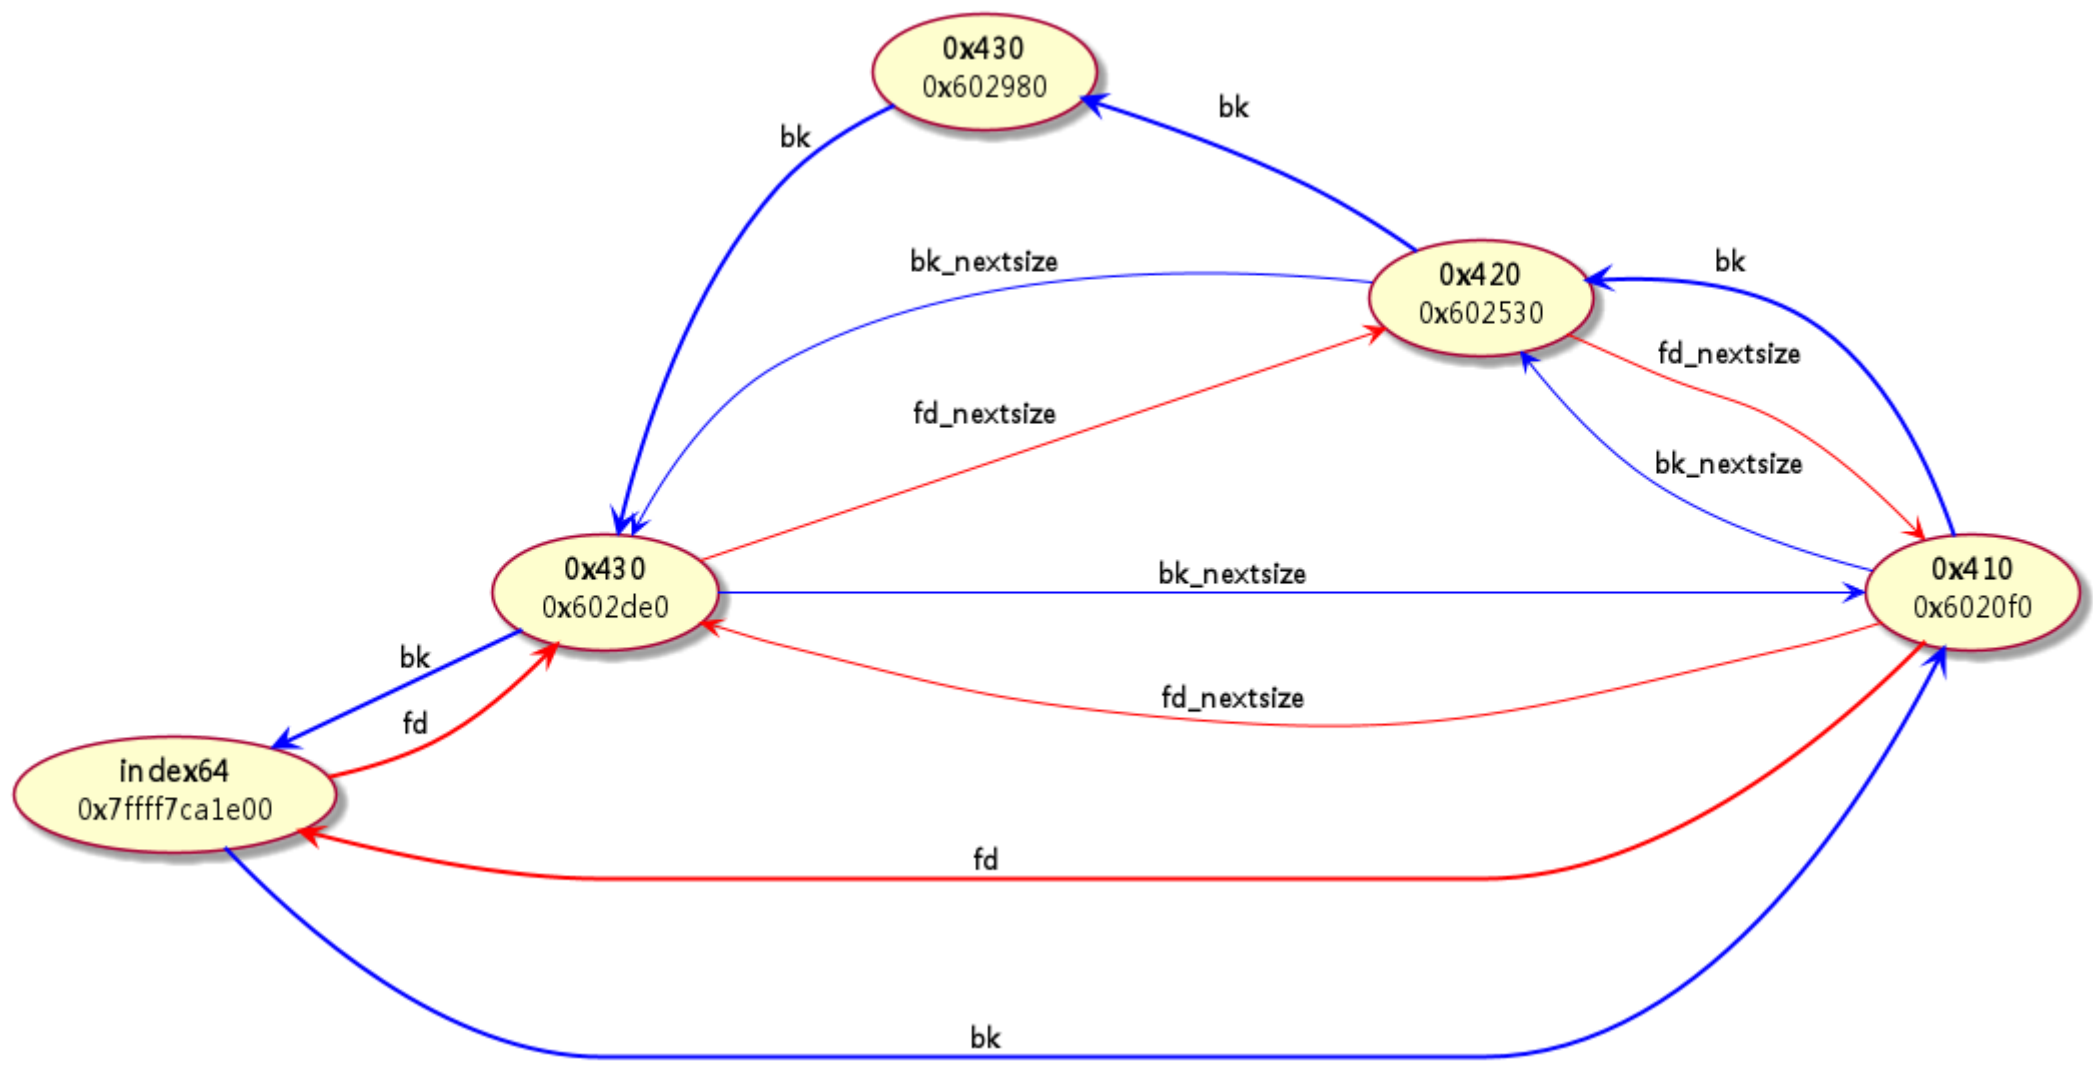 0x430
0x602980
bk
bk
bk_nextsize
0x420
0x602530
bk
fd_nextsize
fd_nextsize
bk_nextsize
0x430
0x602de0
bk_nextsize
0x410
0x6020f0
bk
fd_nextsize
fd
index64
0x7ffff7ca1e00
fd
bk